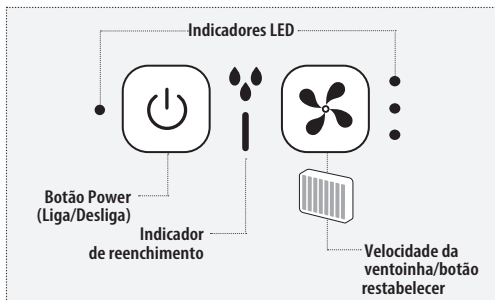 Indicadores LED
Botão Power
(Liga/Desliga)
Indicador
de reenchimento
Velocidade da
ventoinha/botão
restabelecer